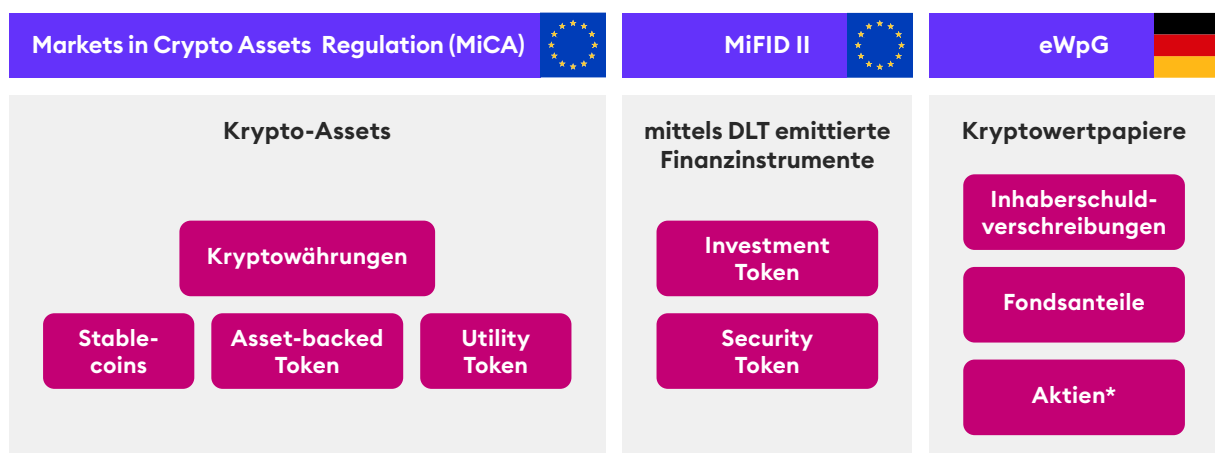 Markets in Crypto Assets Regulation (MiCA)
MiFID II
eWpG
Krypto-Assets
Kryptowährungen
Stable-
coins
Asset-backed
Token
Utility
Token
mittels DLT emittierte
Finanzinstrumente
Investment
Token
Security
Token
Kryptowertpapiere
Inhaberschuld-
verschreibungen
Fondsanteile
Aktien*